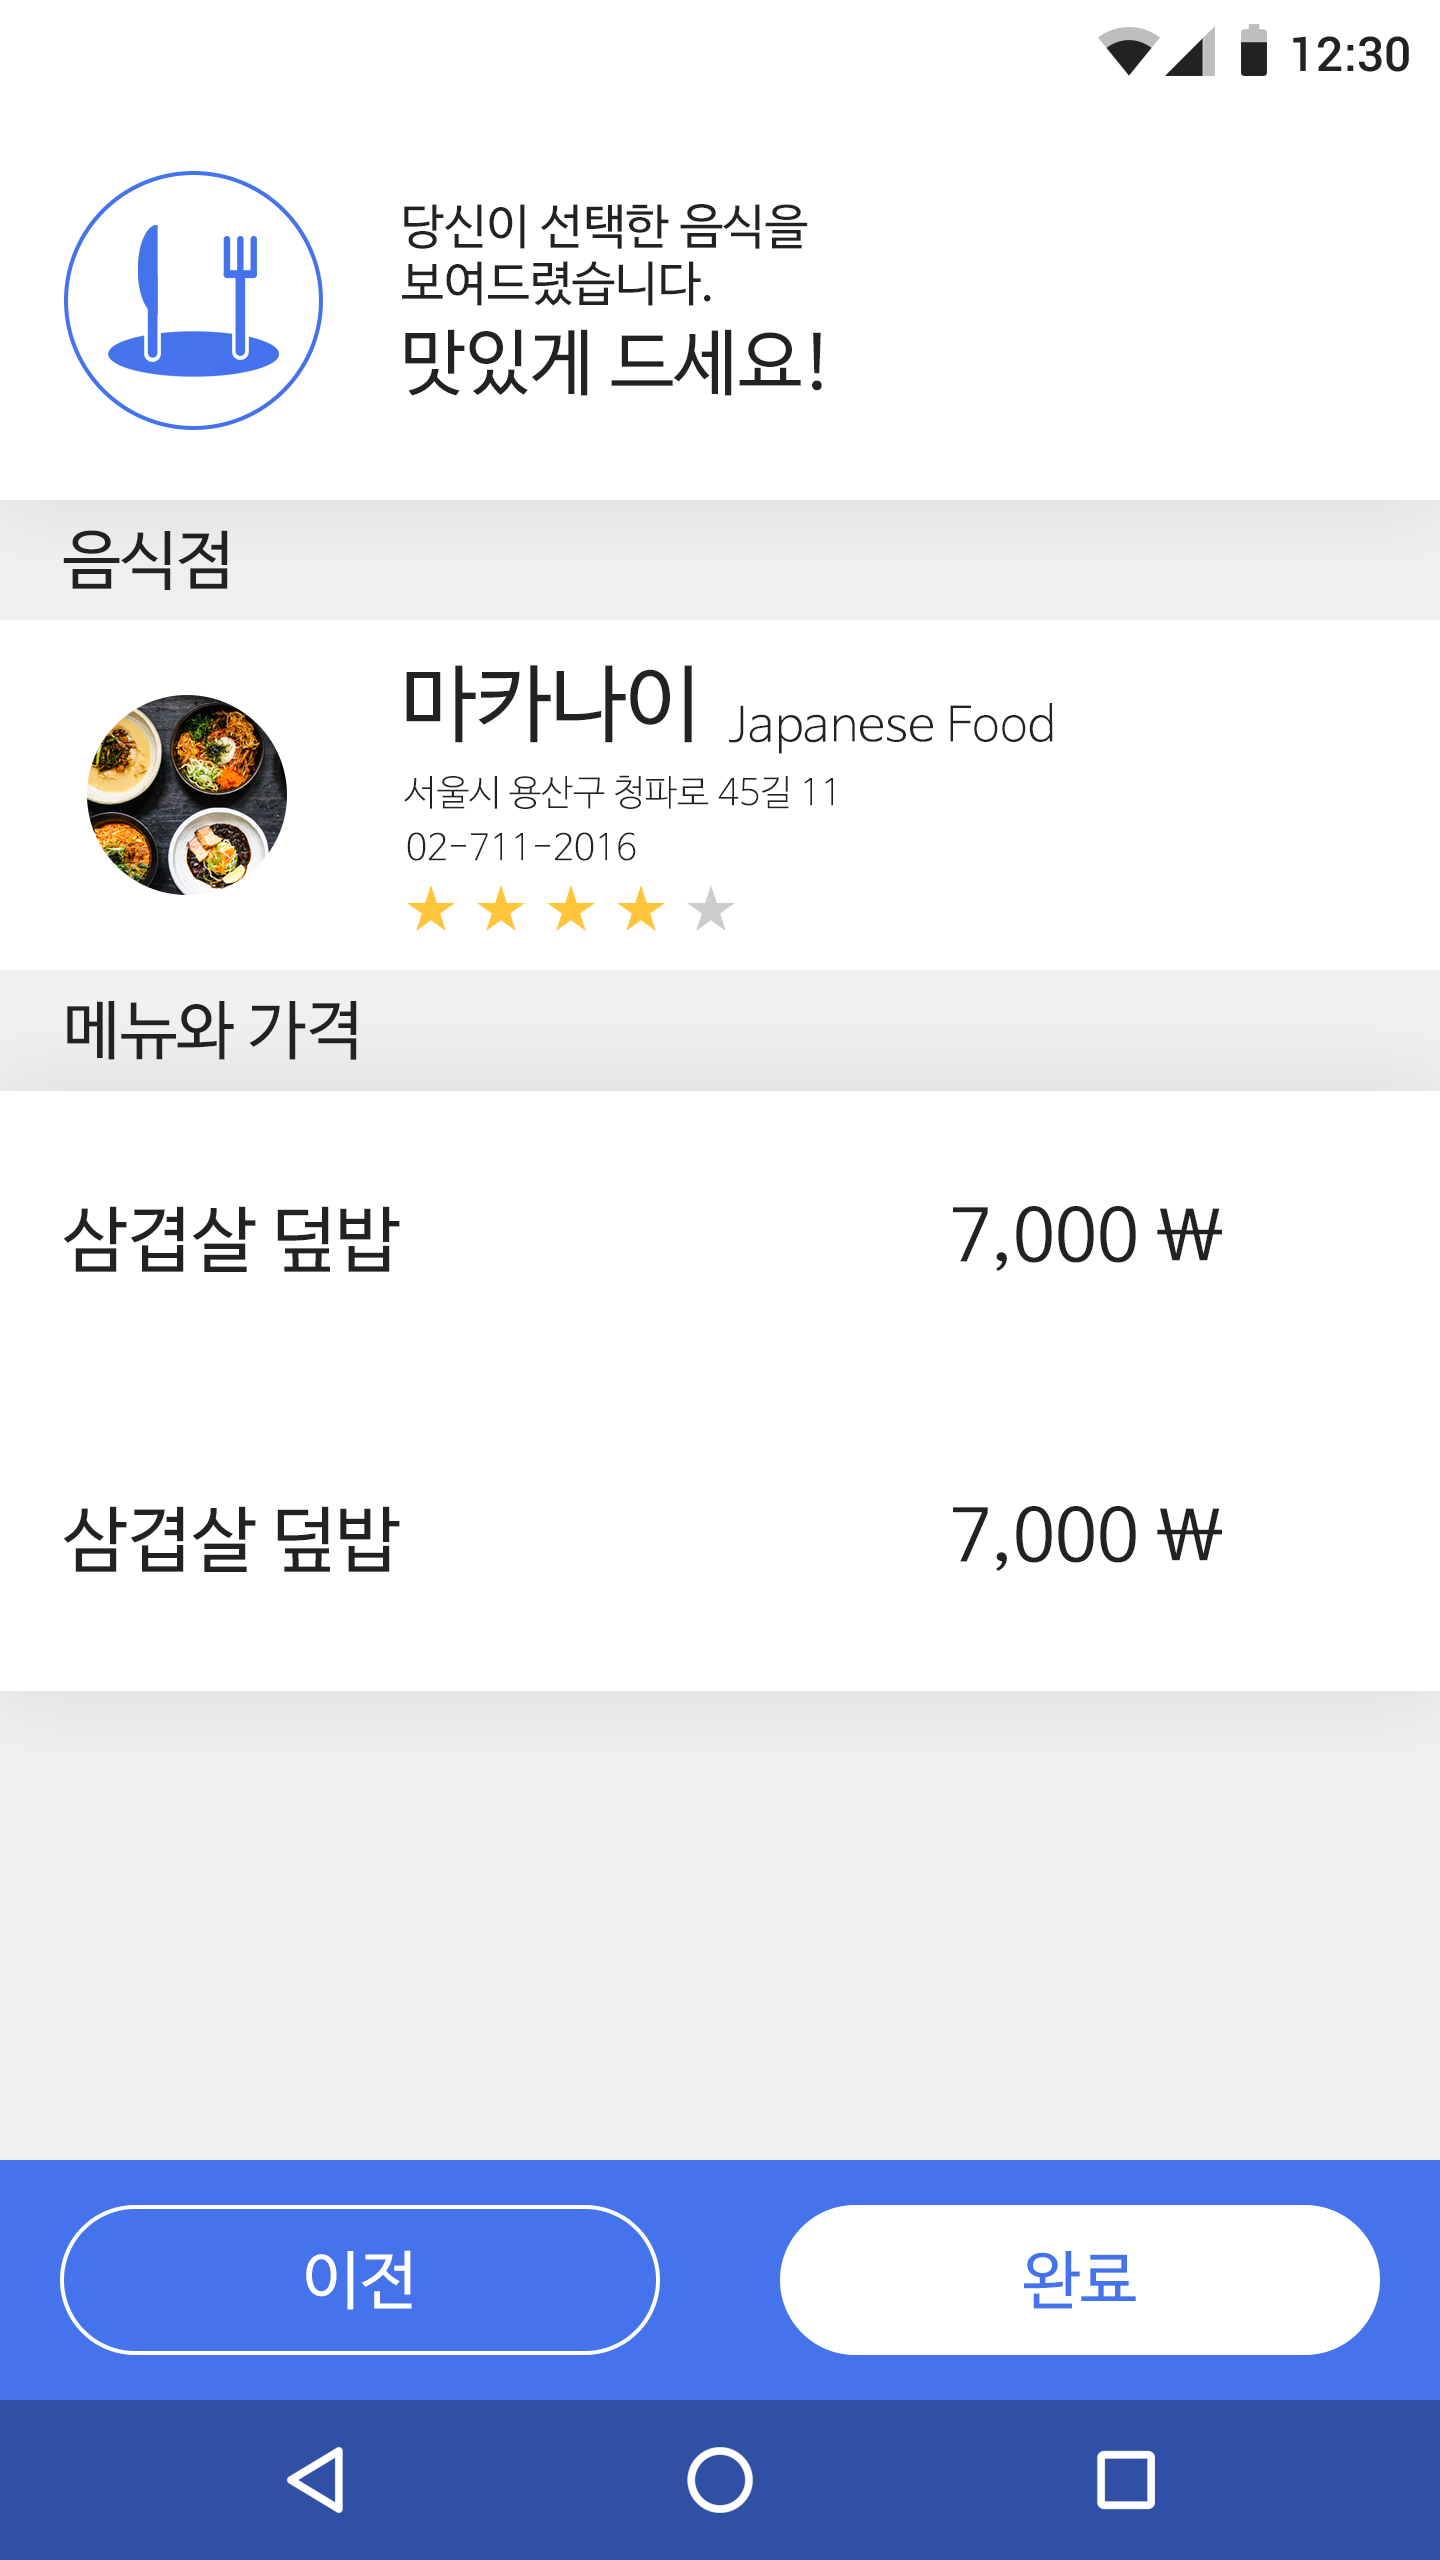 12:30
당신이 선택한 음식을
보여드렸습니다.
맛있게 드세요!
음식점
마카나이 Japanese Food
서울시 용산구 청파로 45길 11
02-711-2016
메뉴와 가격
삼겹살 덮밥 7,000 ₩
삼겹살 덮밥 7,000 ₩
이전 완료